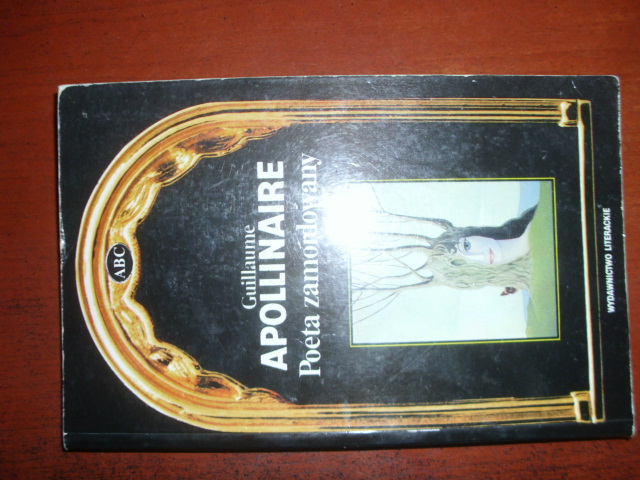 ABC
Guillaume
APOLLINAIRE
Poeta zamordowany
WYDAWNICTWO LITERACKIE